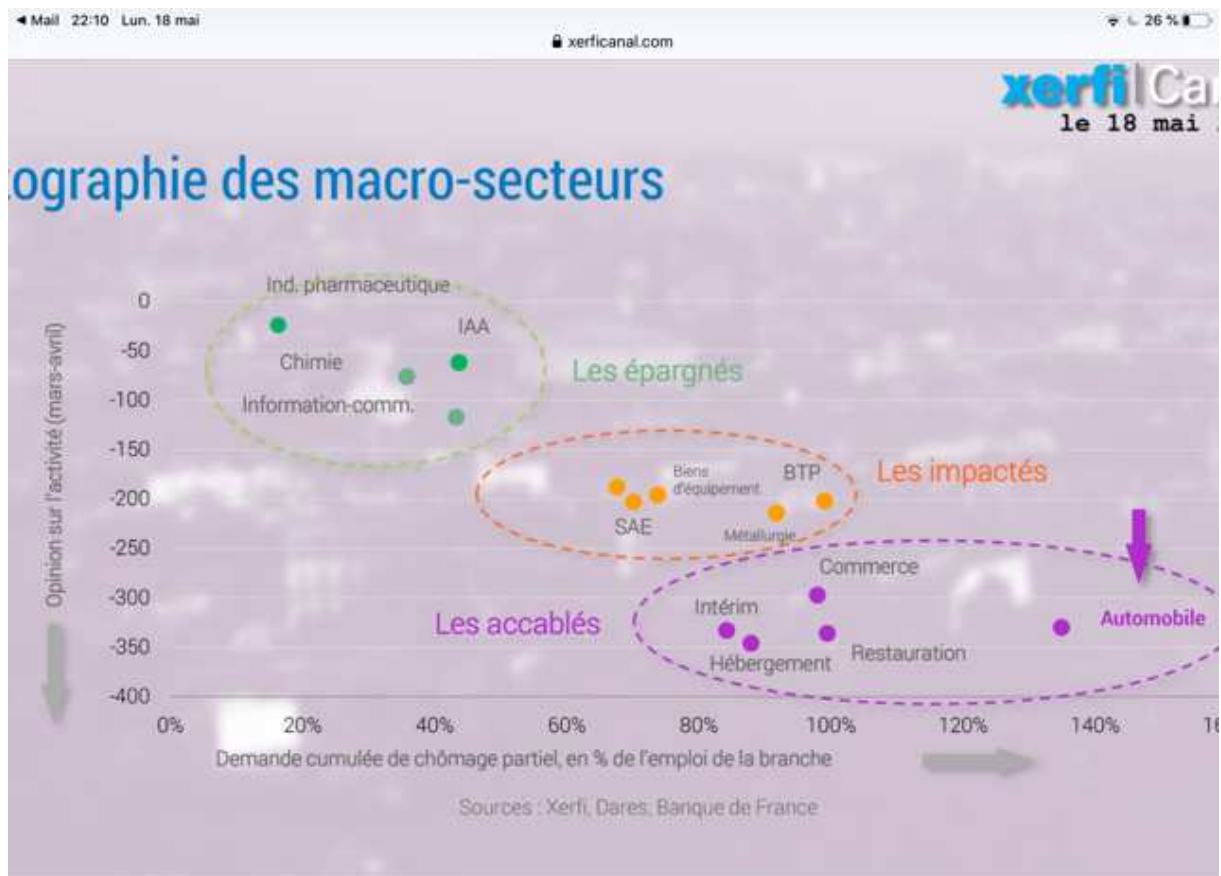 Mail 22:10 Lun. 18 mai
26 %
xerficanal.com
xerfi|Ca
le 18 mai
ographie des macro-secteurs
Ind. pharmaceutique
IAA
Chimie
Information-comm.
Les épargnés
Biens
d'équipement
BTP
SAE
Métallurgie
Les impactés
Commerce
Intérim
Les accablés
Automobile
Restauration
Hébergement
Opinion sur l'activité (mars-avril)
0
-50
-100
-150
-200
-250
-300
-350
-400
0% 20% 40% 60% 80% 100% 120% 140% 16
Demande cumulée de chômage partiel, en % de l'emploi de la branche
Sources : Xerfi, Dares, Banque de France